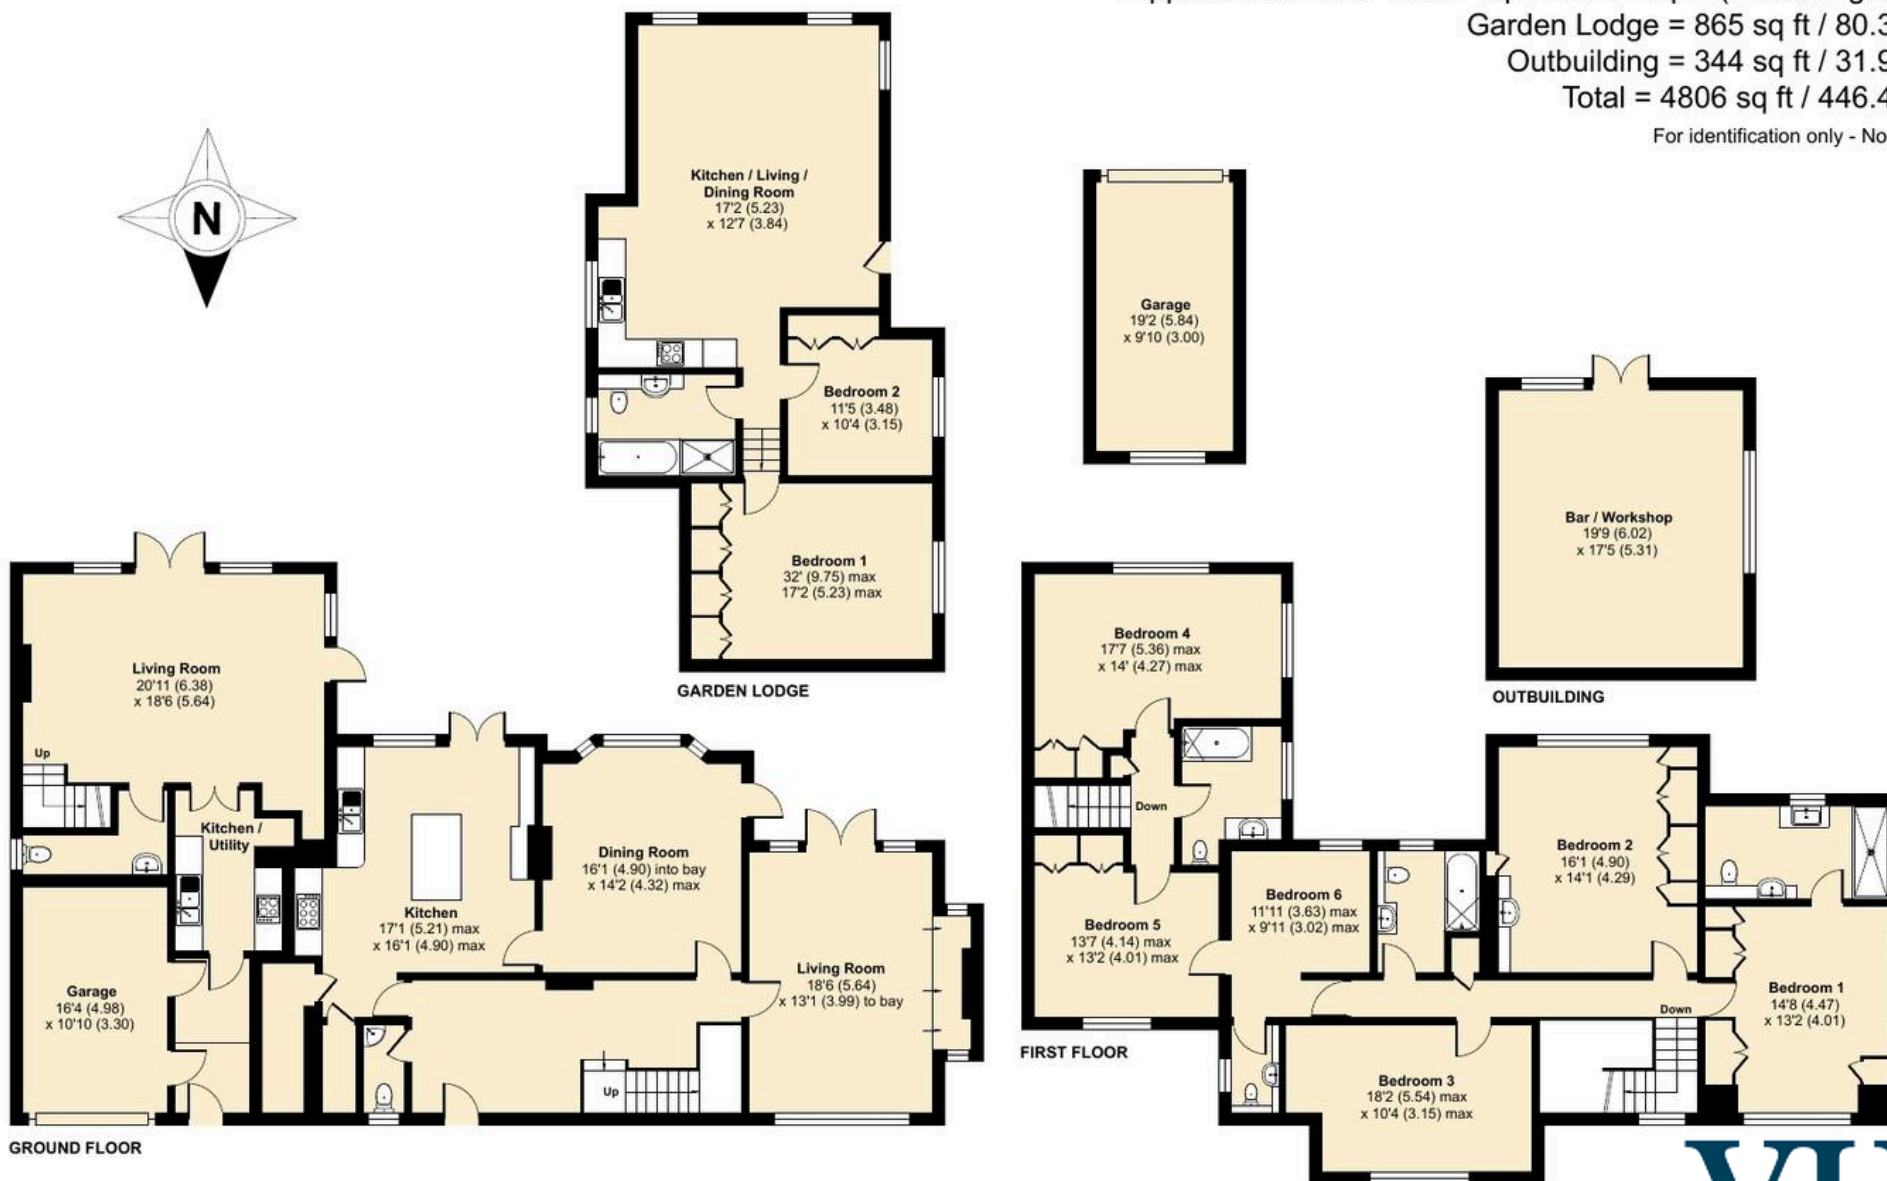 Garden Lodge = 865 sq ft / 80.3
Outbuilding = 344 sq ft / 31.9
Total = 4806 sq ft / 446.4
For identification only - No
N
Kitchen / Living /
Dining Room
17'2 (5.23)
x 12'7 (3.84)
Bedroom 2
11'5 (3.48)
x 10'4 (3.15)
Bedroom 1
32' (9.75) max
17'2 (5.23) max
GARDEN LODGE
Garage
19'2 (5.84)
x 9'10 (3.00)
Bar / Workshop
19'9 (6.02)
x 17'5 (5.31)
OUTBUILDING
Living Room
20'11 (6.38)
x 18'6 (5.64)
Up
Kitchen /
Utility
Kitchen
17'1 (5.21) max
x 16'1 (4.90) max
Dining Room
16'1 (4.90) into bay
x 14'2 (4.32) max
Living Room
18'6 (5.64)
x 13'1 (3.99) to bay
Garage
16'4 (4.98)
x 10'10 (3.30)
Up
GROUND FLOOR
Bedroom 4
17'7 (5.36) max
x 14' (4.27) max
Down
Bedroom 5
13'7 (4.14) max
x 13'2 (4.01) max
Bedroom 6
11'11 (3.63) max
x 9'11 (3.02) max
Bedroom 2
16'1 (4.90)
x 14'1 (4.29)
Bedroom 1
14'8 (4.47)
x 13'2 (4.01)
Down
Bedroom 3
18'2 (5.54) max
x 10'4 (3.15) max
FIRST FLOOR